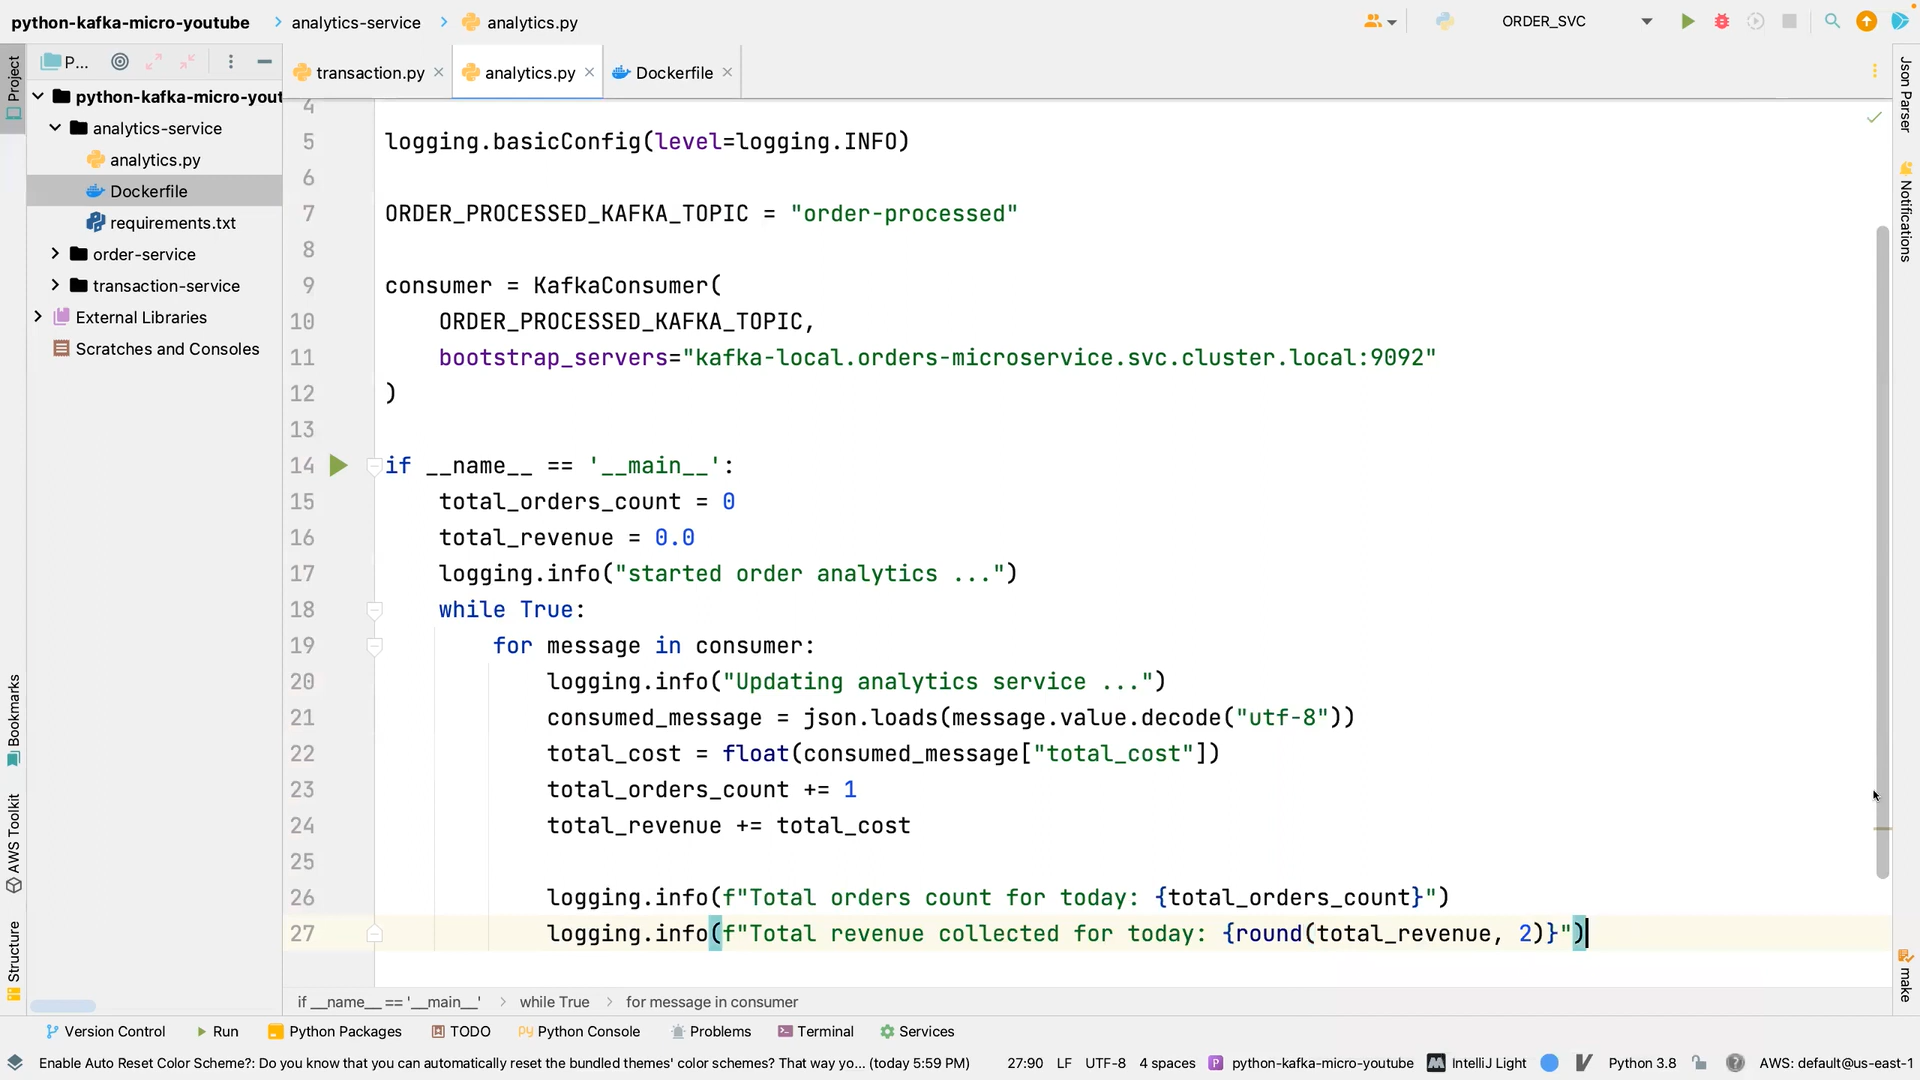 python-kafka-micro-youtube
analytics-service
analytics.py
ORDER_SVC
Project
P...
transaction.py
analytics.py
Dockerfile
python-kafka-micro-yout
analytics-service
analytics.py
Dockerfile
requirements.txt
order-service
transaction-service
External Libraries
Scratches and Consoles
4
5 logging.basicConfig(level=logging.INFO)
6
7 ORDER_PROCESSED_KAFKA_TOPIC = "order-processed"
8
9 consumer = KafkaConsumer(
10 ORDER_PROCESSED_KAFKA_TOPIC,
11 bootstrap_servers="kafka-local.orders-microservice.svc.cluster.local:9092"
12 )
13
14 if __name__ == '__main__':
15 total_orders_count = 0
16 total_revenue = 0.0
17 logging.info("started order analytics ...")
18 while True:
19 for message in consumer:
20 logging.info("Updating analytics service ...")
21 consumed_message = json.loads(message.value.decode("utf-8"))
22 total_cost = float(consumed_message["total_cost"])
23 total_orders_count += 1
24 total_revenue += total_cost
25
26 logging.info(f"Total orders count for today: {total_orders_count}")
27 logging.info(f"Total revenue collected for today: {round(total_revenue, 2)}")
Json Parser
Notifications
make
Bookmarks
AWS Toolkit
Structure
if __name__ == '__main__'
while True
for message in consumer
Version Control
Run
Python Packages
TODO
Python Console
Problems
Terminal
Services
Enable Auto Reset Color Scheme?: Do you know that you can automatically reset the bundled themes' color schemes? That way yo... (today 5:59 PM)
27:90
LF
UTF-8
4 spaces
python-kafka-micro-youtube
IntelliJ Light
Python 3.8
AWS: default@us-east-1